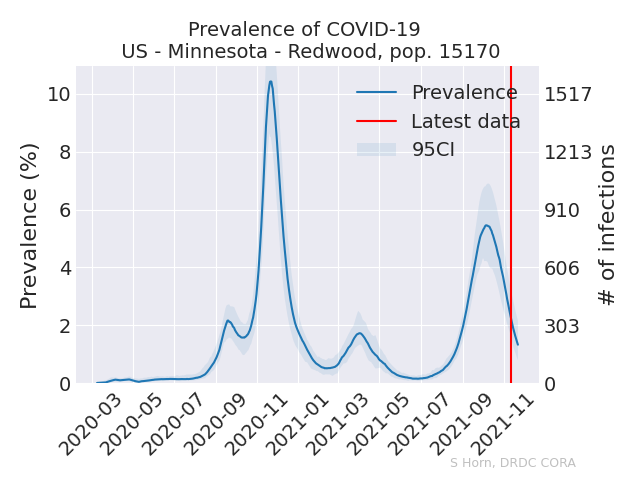 Prevalence of COVID-19
US - Minnesota - Redwood, pop. 15170
Prevalence (%)
10
8
6
4
2
0
Prevalence
Latest data
95CI
1517
1213
910
606
303
0
# of infections
2020-03
2020-05
2020-07
2020-09
2020-11
2021-01
2021-03
2021-05
2021-07
2021-09
2021-11
S Horn, DRDC CORA